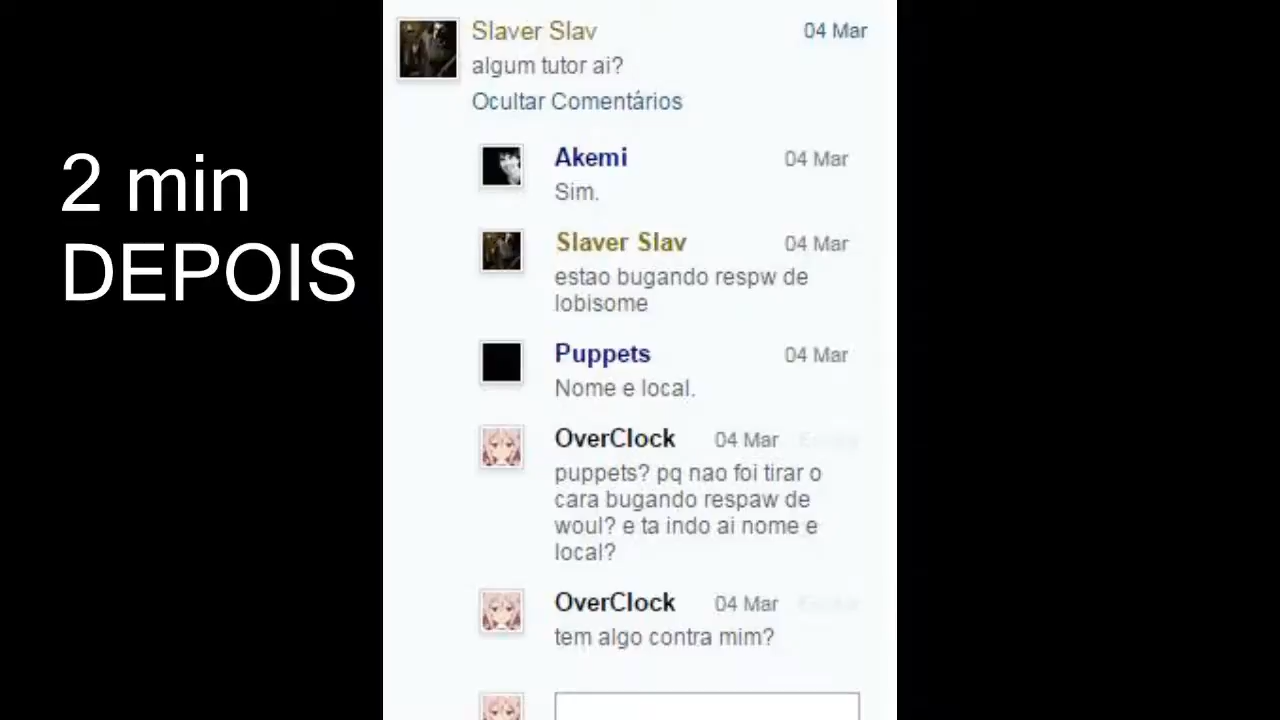 2 min
DEPOIS
Slaver Slav 04 Mar
algum tutor ai?
Ocultar Comentários
Akemi 04 Mar
Sim.
Slaver Slav 04 Mar
estao bugando respw de
lobisome
Puppets 04 Mar
Nome e local.
OverClock 04 Mar
puppets? pq nao foi tirar o
cara bugando respaw de
woul? e ta indo ai nome e
local?
OverClock 04 Mar
tem algo contra mim?